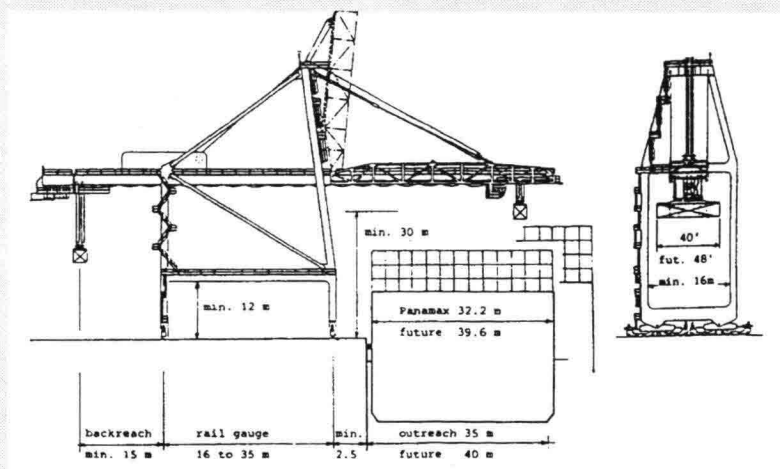 min. 30 m
40'
fut. 48'
min. 16m
min. 12 m
Panamax 32.2 m
future 39.6 m
backreach
rail gauge
min.
outreach 35 m
min. 15 m
16 to 35 m
2.5
future 40 m